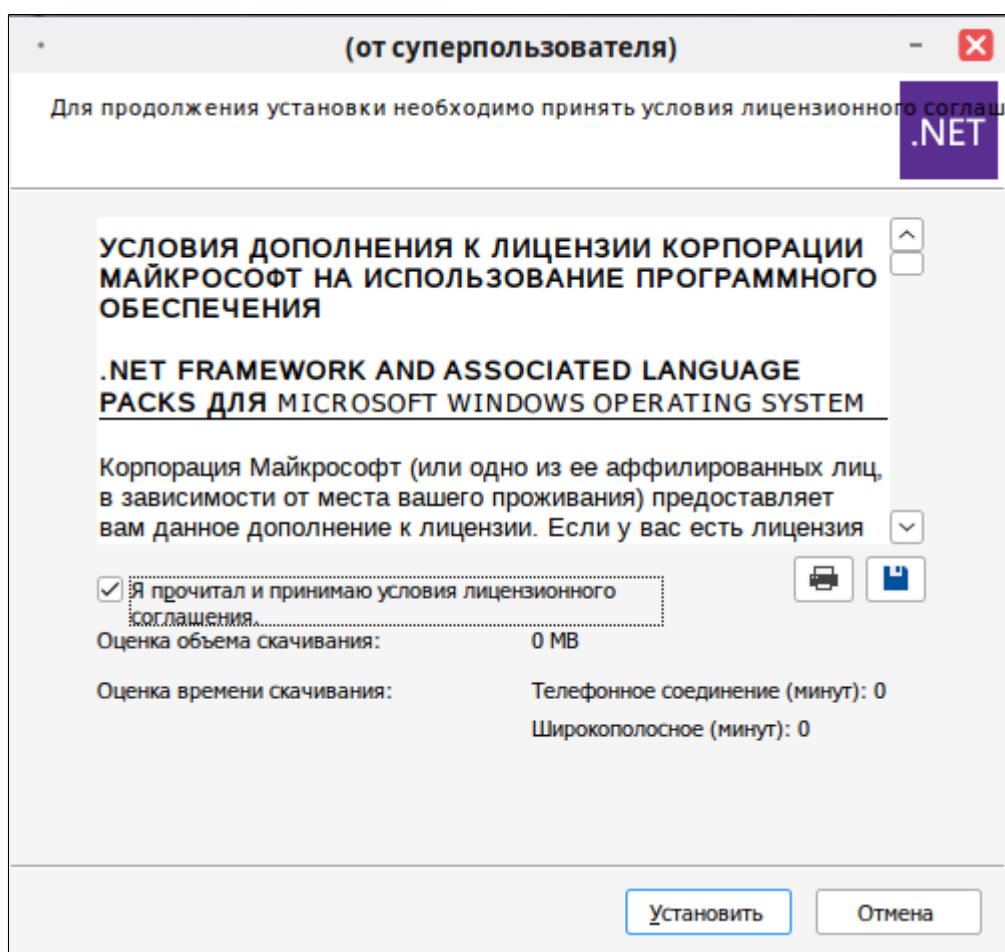 (от суперпользователя)
Для продолжения установки необходимо принять условия лицензионного соглаш
.NET
УСЛОВИЯ ДОПОЛНЕНИЯ К ЛИЦЕНЗИИ КОРПОРАЦИИ
МАЙКРОСОФТ НА ИСПОЛЬЗОВАНИЕ ПРОГРАММНОГО
ОБЕСПЕЧЕНИЯ
.NET FRAMEWORK AND ASSOCIATED LANGUAGE
PACKS ДЛЯ MICROSOFT WINDOWS OPERATING SYSTEM
Корпорация Майкрософт (или одно из ее аффилированных лиц,
в зависимости от места вашего проживания) предоставляет
вам данное дополнение к лицензии. Если у вас есть лицензия
Я прочитал и принимаю условия лицензионного
соглашения.
Оценка объема скачивания: 0 MB
Оценка времени скачивания: Телефонное соединение (минут): 0
Широкополосное (минут): 0
Установить Отмена